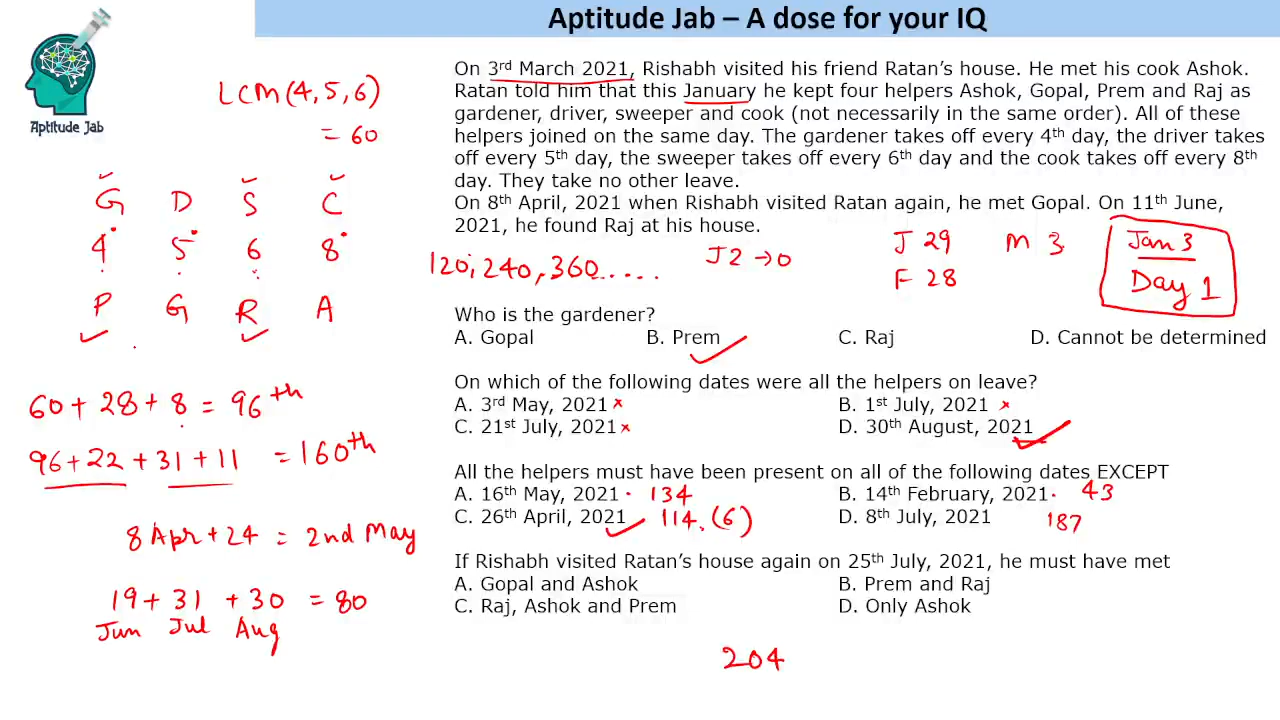 Aptitude Jab – A dose for your IQ
Aptitude Jab
On 3rd March 2021, Rishabh visited his friend Ratan's house. He met his cook Ashok.
Ratan told him that this January he kept four helpers Ashok, Gopal, Prem and Raj as
gardener, driver, sweeper and cook (not necessarily in the same order). All of these
helpers joined on the same day. The gardener takes off every 4th day, the driver takes
off every 5th day, the sweeper takes off every 6th day and the cook takes off every 8th
day. They take no other leave.
On 8th April, 2021 when Rishabh visited Ratan again, he met Gopal. On 11th June,
2021, he found Raj at his house.
LCM(4,5,6)
= 60
G D S C
4 5 6 8
P G R A
120, 240, 360.....
J2 → 0
J 29 M 3
F 28
Jan 3
Day 1
Who is the gardener?
A. Gopal B. Prem C. Raj D. Cannot be determined
60 + 28 + 8 = 96th
96 + 22 + 31 + 11 = 160th
On which of the following dates were all the helpers on leave?
A. 3rd May, 2021 × B. 1st July, 2021 ×
C. 21st July, 2021 × D. 30th August, 2021
All the helpers must have been present on all of the following dates EXCEPT
A. 16th May, 2021 · 134 B. 14th February, 2021 · 43
C. 26th April, 2021 114. (6) D. 8th July, 2021 187
8 Apr + 24 = 2nd May
19 + 31 + 30 = 80
Jun Jul Aug
If Rishabh visited Ratan's house again on 25th July, 2021, he must have met
A. Gopal and Ashok B. Prem and Raj
C. Raj, Ashok and Prem D. Only Ashok
204